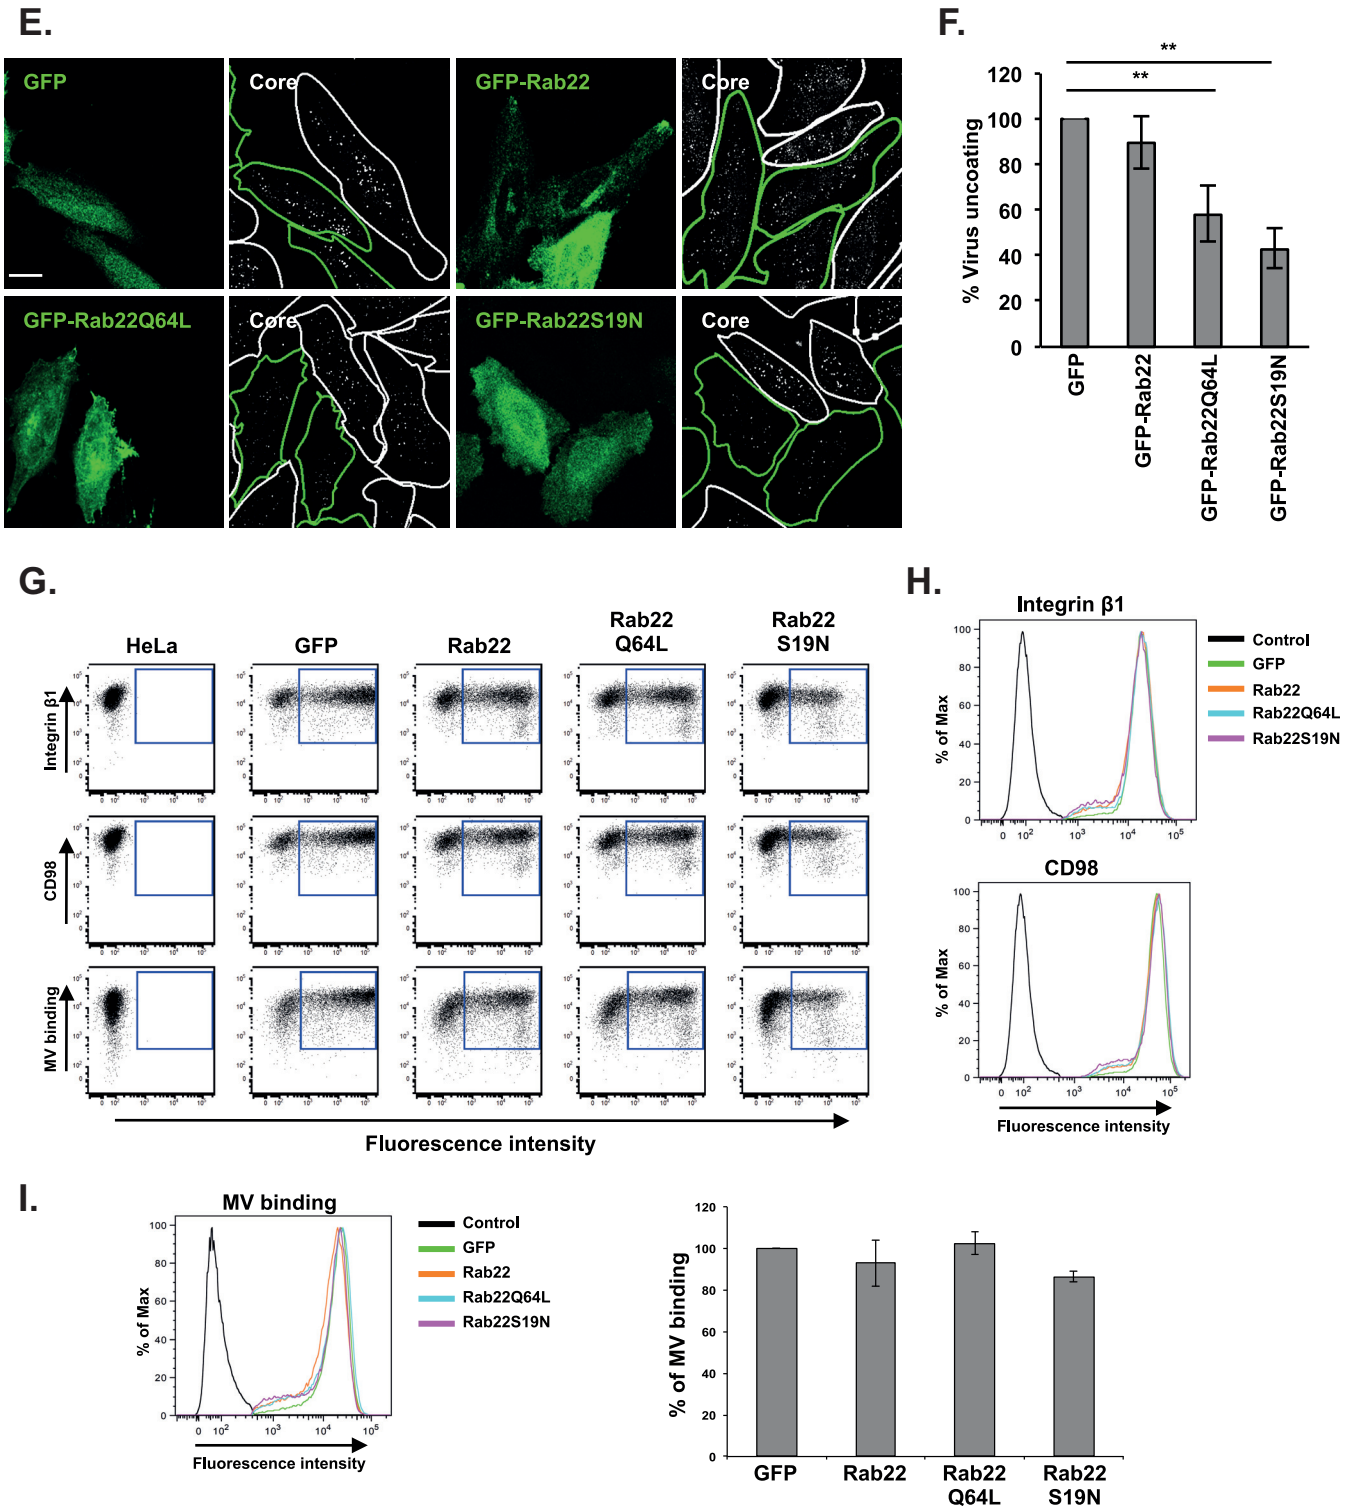 E.
GFP
Core
GFP-Rab22
Core
GFP-Rab22Q64L
Core
GFP-Rab22S19N
Core
F.
**
**
% Virus uncoating
120
100
80
60
40
20
0
GFP
GFP-Rab22
GFP-Rab22Q64L
GFP-Rab22S19N
G.
HeLa
GFP
Rab22
Rab22
Q64L
Rab22
S19N
Integrin β1
CD98
MV binding
Fluorescence intensity
H.
Integrin β1
% of Max
100
80
60
40
20
0
0 10² 10³ 10⁴ 10⁵
Control
GFP
Rab22
Rab22Q64L
Rab22S19N
CD98
% of Max
100
80
60
40
20
0
0 10² 10³ 10⁴ 10⁵
Fluorescence intensity
I.
MV binding
% of Max
100
80
60
40
20
0
0 10² 10³ 10⁴ 10⁵
Fluorescence intensity
Control
GFP
Rab22
Rab22Q64L
Rab22S19N
% of MV binding
120
100
80
60
40
20
0
GFP
Rab22
Rab22
Q64L
Rab22
S19N